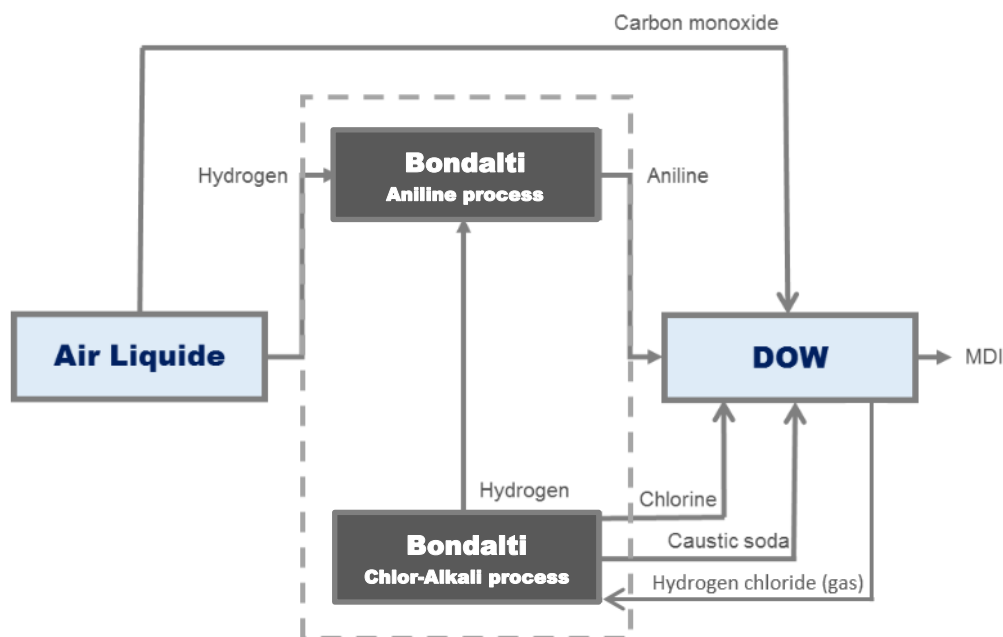 Carbon monoxide
Bondalti
Aniline process
Hydrogen
Aniline
Air Liquide
DOW
MDI
Hydrogen
Chlorine
Bondalti
Chlor-Alkali process
Caustic soda
Hydrogen chloride (gas)